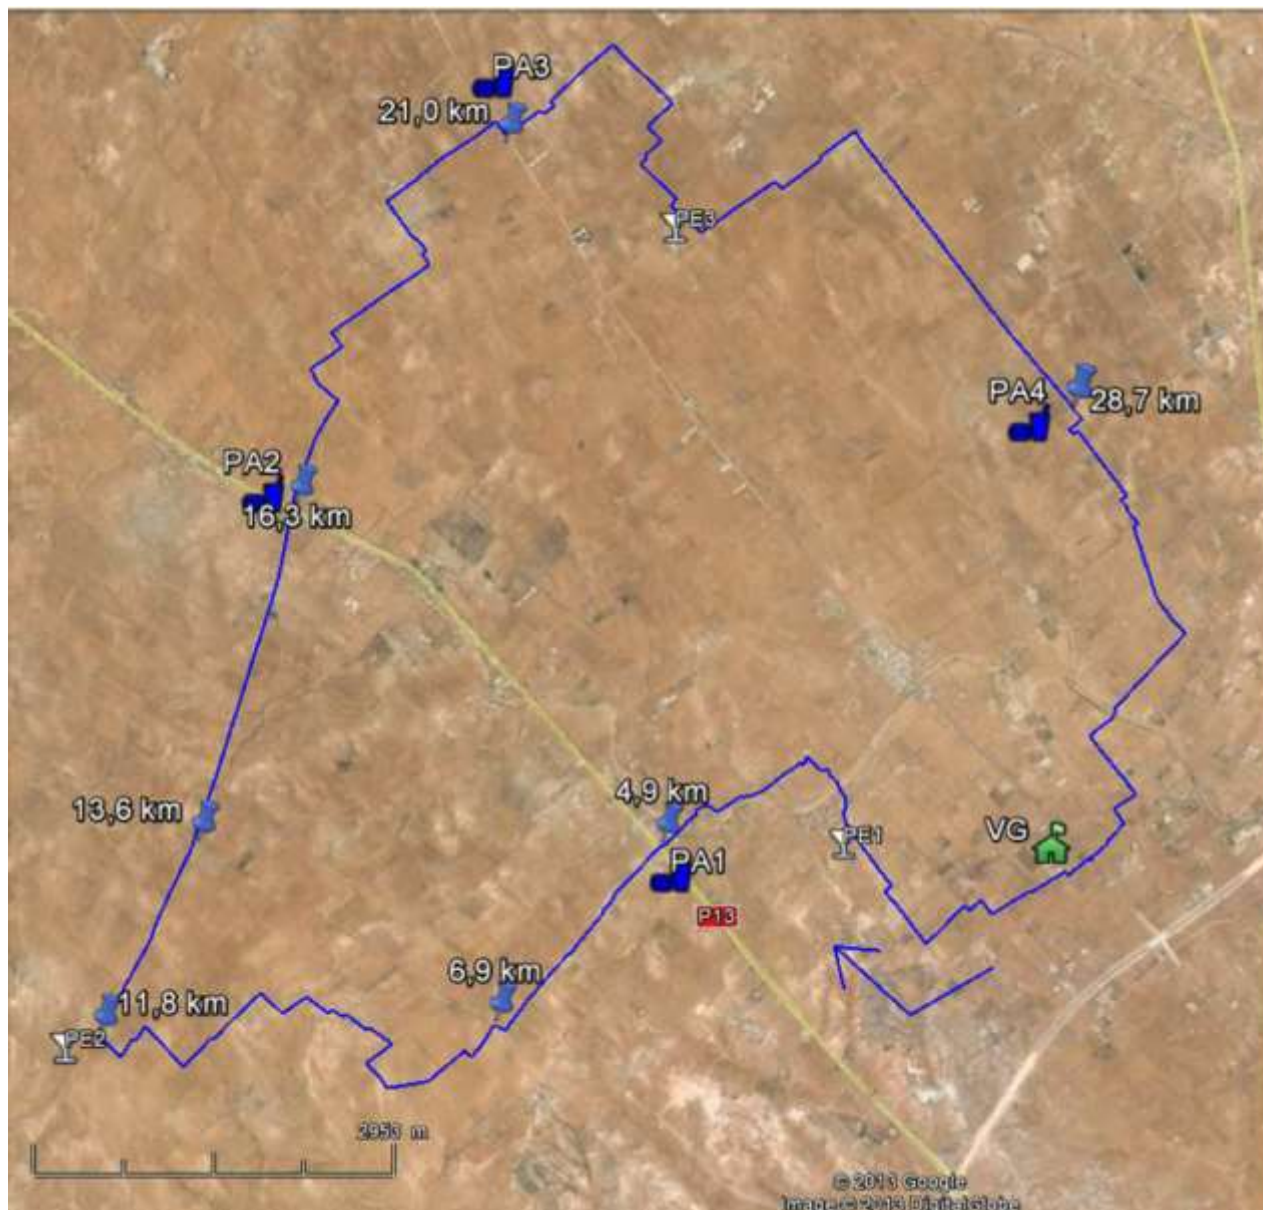 PA3
21,0 km
PE3
PA4
28,7 km
PA2
16,3 km
4,9 km
13,6 km
PE1
VG
PA1
P13
6,9 km
11,8 km
PE2
2953 m
© 2013 Google
Image © 2013 DigitalGlobe